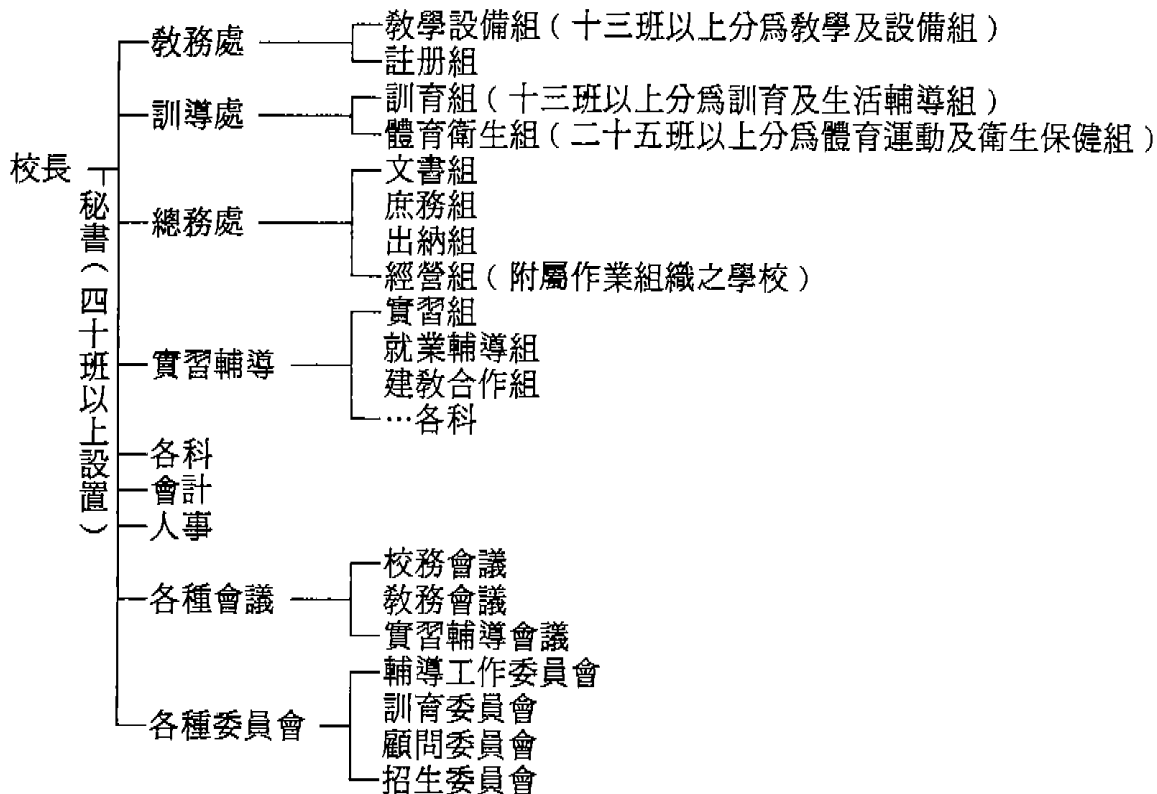 校長
秘書（四十班以上設置）
教務處
教學設備組（十三班以上分爲教學及設備組）
註册組
訓導處
訓育組（十三班以上分爲訓育及生活輔導組）
體育衛生組（二十五班以上分爲體育運動及衛生保健組）
總務處
文書組
庶務組
出納組
經營組（附屬作業組織之學校）
實習輔導
實習組
就業輔導組
建教合作組
…各科
各科
會計
人事
各種會議
校務會議
教務會議
實習輔導會議
各種委員會
輔導工作委員會
訓育委員會
顧問委員會
招生委員會